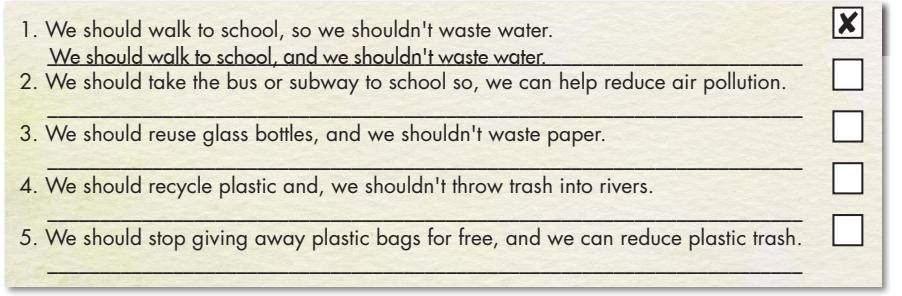 1. We should walk to school, so we shouldn't waste water.
We should walk to school, and we shouldn't waste water.
2. We should take the bus or subway to school so, we can help reduce air pollution.
3. We should reuse glass bottles, and we shouldn't waste paper.
4. We should recycle plastic and, we shouldn't throw trash into rivers.
5. We should stop giving away plastic bags for free, and we can reduce plastic trash.